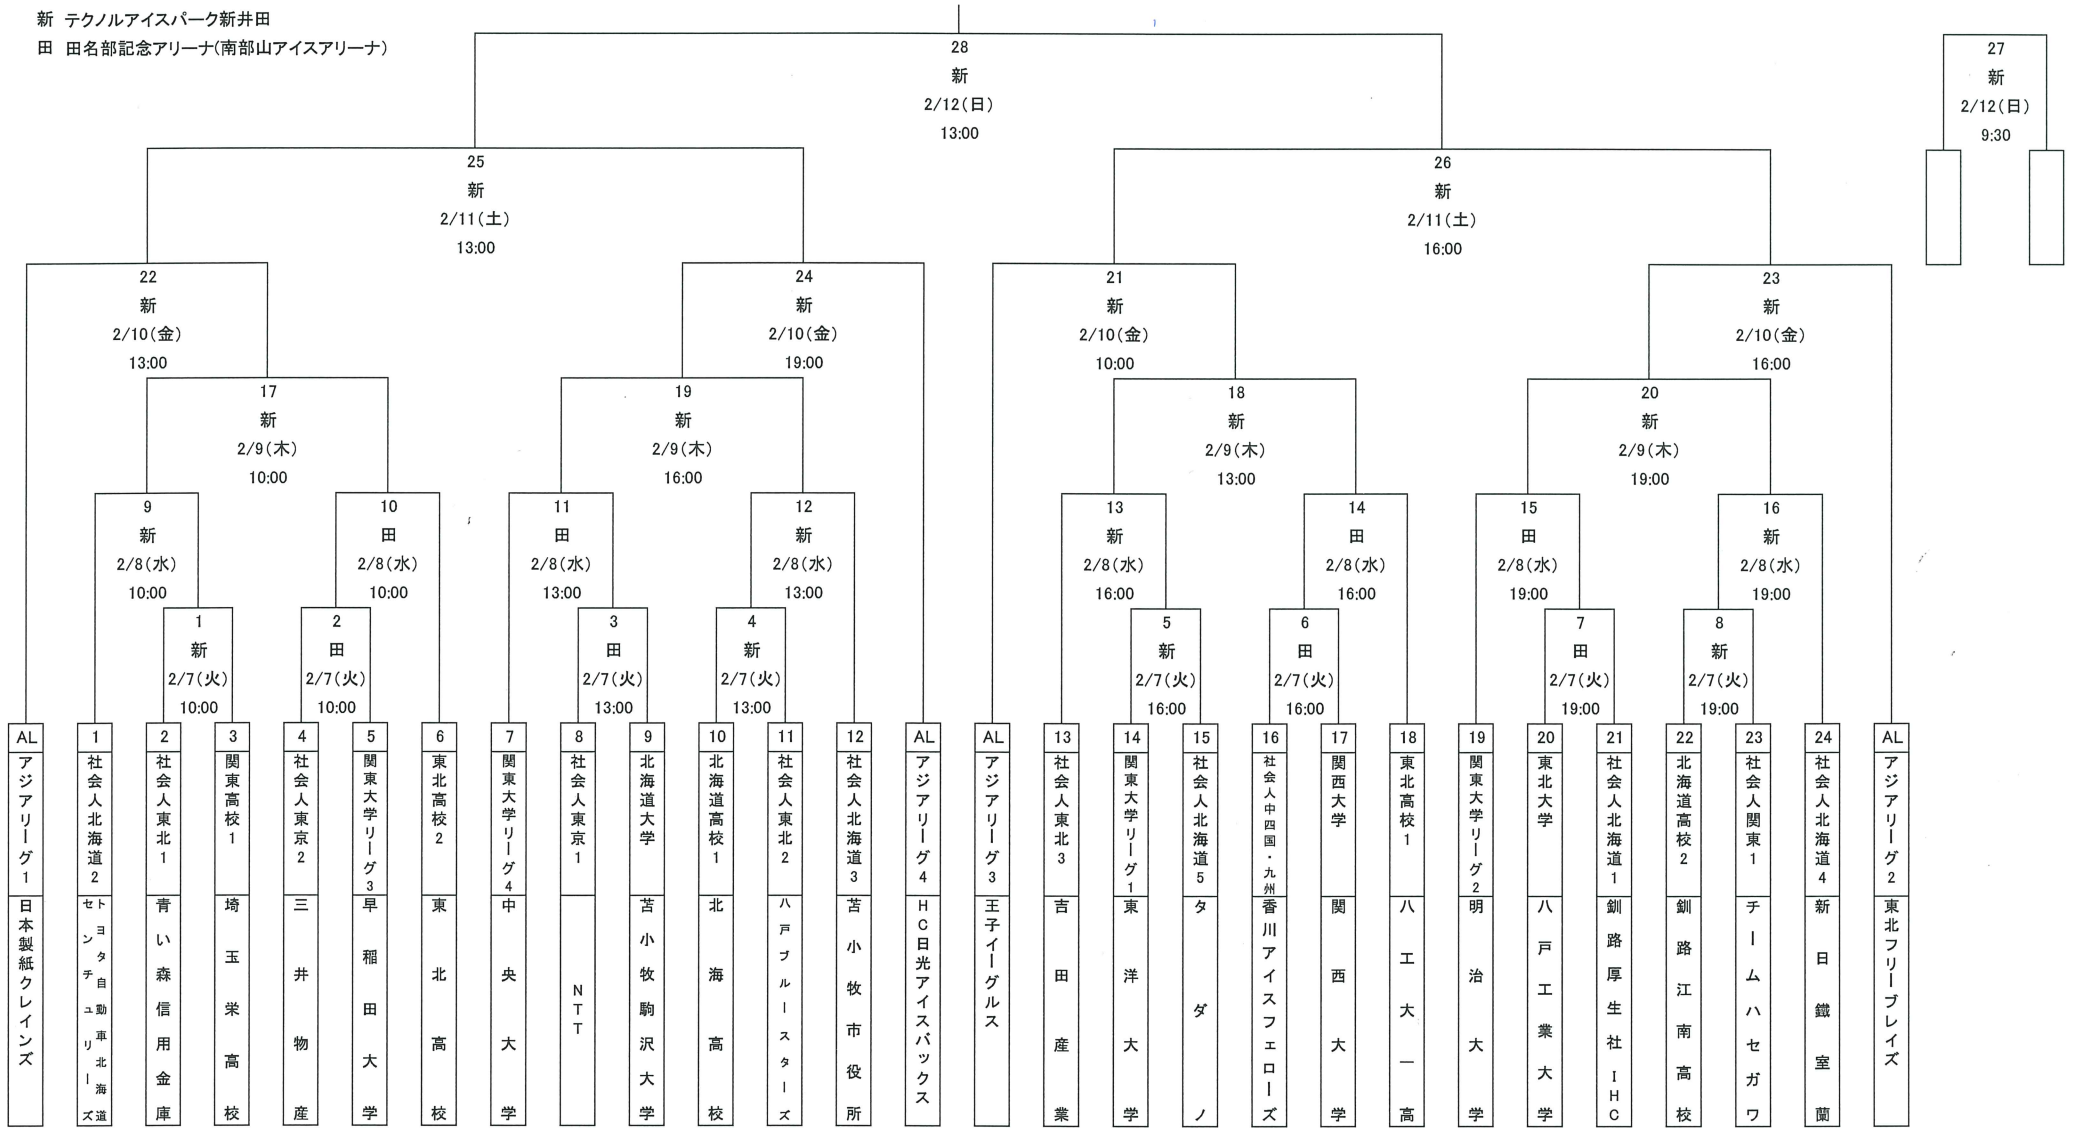 新 テクノルアイスパーク新井田
田 田名部記念アリーナ(南部山アイスアリーナ)
28
新
2/12(日)
13:00
27
新
2/12(日)
9:30
25
新
2/11(土)
13:00
26
新
2/11(土)
16:00
22
新
2/10(金)
13:00
24
新
2/10(金)
19:00
21
新
2/10(金)
10:00
23
新
2/10(金)
16:00
17
新
2/9(木)
10:00
19
新
2/9(木)
16:00
18
新
2/9(木)
13:00
20
新
2/9(木)
19:00
9
新
2/8(水)
10:00
10
田
2/8(水)
10:00
11
田
2/8(水)
13:00
12
新
2/8(水)
13:00
13
新
2/8(水)
16:00
14
田
2/8(水)
16:00
15
田
2/8(水)
19:00
16
新
2/8(水)
19:00
1
新
2/7(火)
10:00
2
田
2/7(火)
10:00
3
田
2/7(火)
13:00
4
新
2/7(火)
13:00
5
新
2/7(火)
16:00
6
田
2/7(火)
16:00
7
田
2/7(火)
19:00
8
新
2/7(火)
19:00
AL
アジアリーグ1
日本製紙クレインズ
1
社会人北海道2
トヨタ自動車北海道
センチュリーズ
2
社会人東北1
青い森信用金庫
3
関東高校1
埼玉栄高校
4
社会人東京2
三井物産
5
関東大学リーグ3
早稲田大学
6
東北高校2
東北高校
7
関東大学リーグ4
中央大学
8
社会人東京1
NTT
9
北海道大学
苫小牧駒沢大学
10
北海道高校1
北海高校
11
社会人東北2
八戸ブルースターズ
12
社会人北海道3
苫小牧市役所
AL
アジアリーグ4
HC日光アイスバックス
AL
アジアリーグ3
王子イーグルス
13
社会人東北3
吉田産業
14
関東大学リーグ1
東洋大学
15
社会人北海道5
タダノ
16
社会人中四国・九州
香川アイスフェローズ
17
関西大学
関西大学
18
東北高校1
八工大一高
19
関東大学リーグ2
明治大学
20
東北大学
八戸工業大学
21
社会人北海道1
釧路厚生社IHC
22
北海道高校2
釧路江南高校
23
社会人関東1
チームハセガワ
24
社会人北海道4
新日鐵室蘭
AL
アジアリーグ2
東北フリーブレイズ